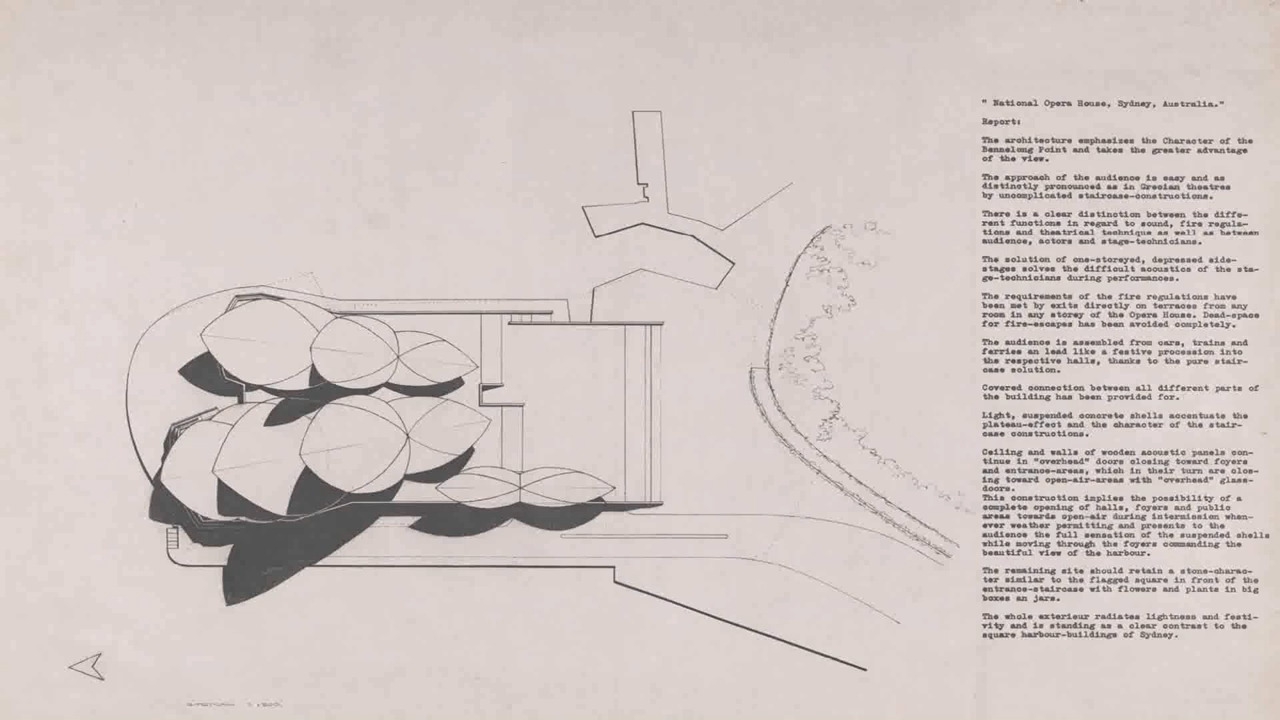 " National Opera House, Sydney, Australia."
Report:
The architecture emphasizes the Character of the
Bennelong Point and takes the greater advantage
of the view.
The approach of the audience is easy and as
distinctly pronounced as in Grecian theatres
by uncomplicated staircase-constructions.
There is a clear distinction between the diffe-
rent functions in regard to sound, fire regula-
tions and theatrical technique as well as between
audience, actors and stage-technicians.
The solution of one-storeyed, depressed side-
stages solves the difficult acoustics of the sta-
ge-technicians during performances.
The requirements of the fire regulations have
been met by exits directly on terraces from any
room in any storey of the Opera House. Dead-space
for fire-escapes has been avoided completely.
The audience is assembled from cars, trains and
ferries an lead like a festive procession into
the respective halls, thanks to the pure stair-
case solution.
Covered connection between all different parts of
the building has been provided for.
Light, suspended concrete shells accentuate the
plateau-effect and the character of the stair-
case constructions.
Ceiling and walls of wooden acoustic panels con-
tinue in "overhead" doors closing toward foyers
and entrance-areas, which in their turn are clos-
ing toward open-air-areas with "overhead" glass-
doors.
This construction implies the possibility of a
complete opening of halls, foyers and public
areas towards open-air during intermission when-
ever weather permitting and presents to the
audience the full sensation of the suspended shells
while moving through the foyers commanding the
beautiful view of the harbour.
The remaining site should retain a stone-charac-
ter similar to the flagged square in front of the
entrance-staircase with flowers and plants in big
boxes an jars.
The whole exterieur radiates lightness and festi-
vity and is standing as a clear contrast to the
square harbour-buildings of Sydney.